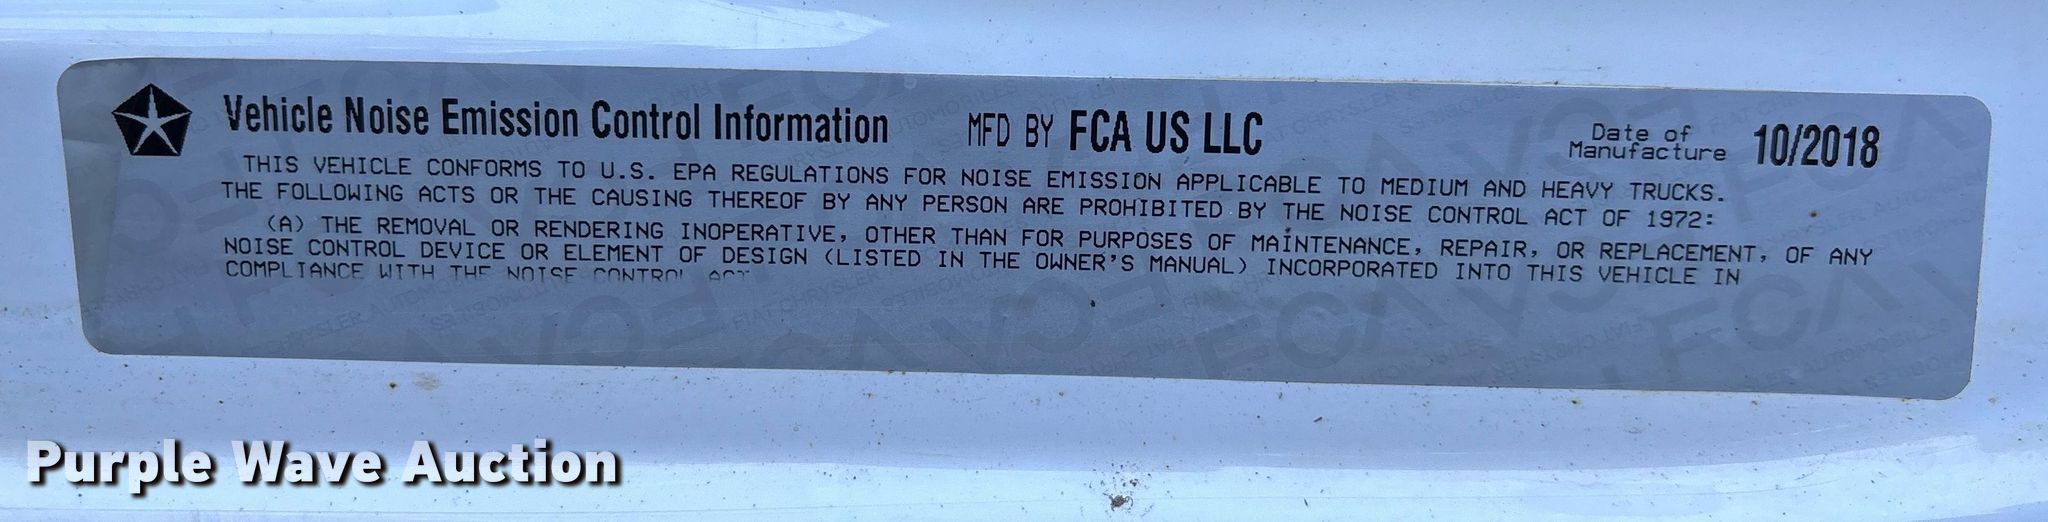 Vehicle Noise Emission Control Information MFD BY FCA US LLC Date of Manufacture 10/2018
THIS VEHICLE CONFORMS TO U.S. EPA REGULATIONS FOR NOISE EMISSION APPLICABLE TO MEDIUM AND HEAVY TRUCKS.
THE FOLLOWING ACTS OR THE CAUSING THEREOF BY ANY PERSON ARE PROHIBITED BY THE NOISE CONTROL ACT OF 1972:
(A) THE REMOVAL OR RENDERING INOPERATIVE, OTHER THAN FOR PURPOSES OF MAINTENANCE, REPAIR, OR REPLACEMENT, OF ANY
NOISE CONTROL DEVICE OR ELEMENT OF DESIGN (LISTED IN THE OWNER'S MANUAL) INCORPORATED INTO THIS VEHICLE IN
COMPLIANCE WITH THE NOISE CONTROL ACT
Purple Wave Auction